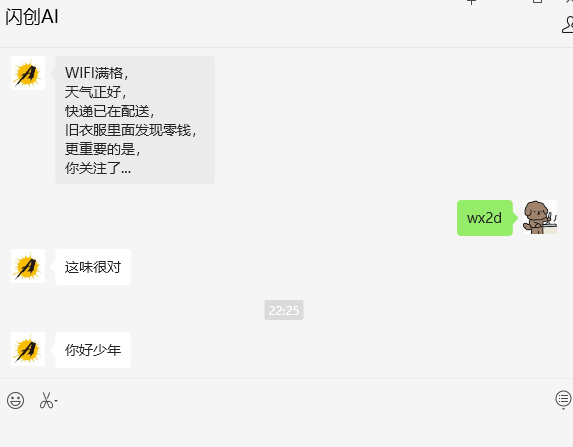 闪创AI
WIFI满格，
天气正好，
快递已在配送，
旧衣服里面发现零钱，
更重要的是，
你关注了...
wx2d
这味很对
22:25
你好少年